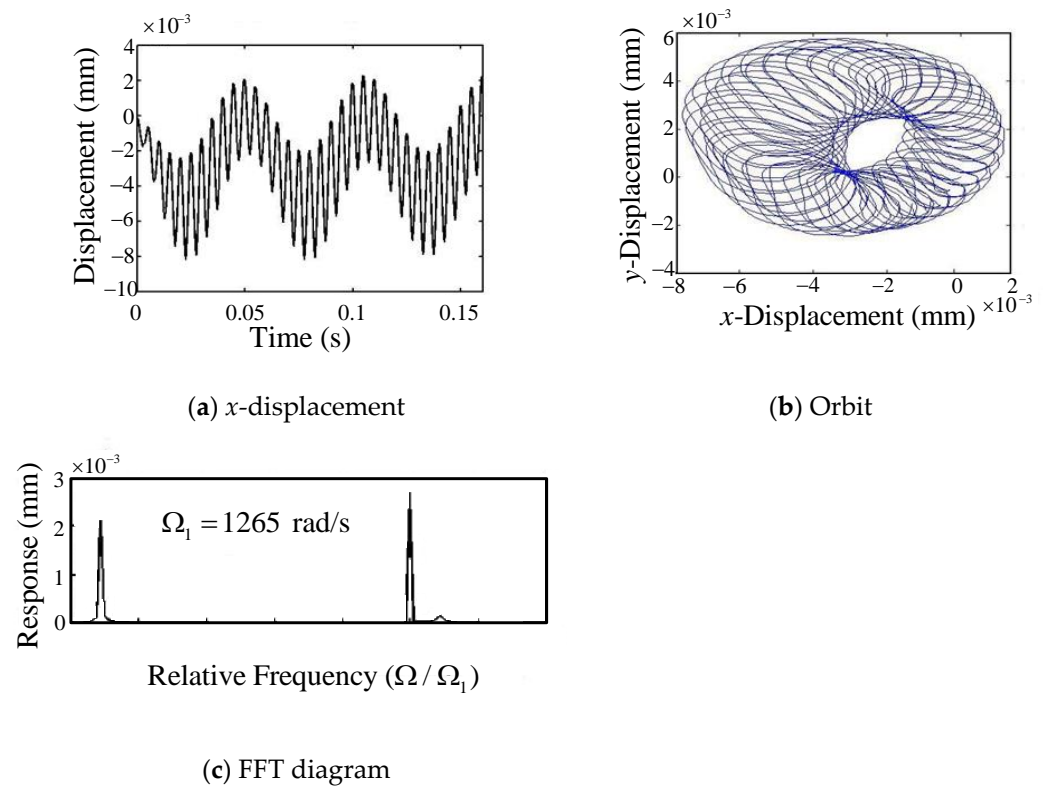 ×10⁻³
4
2
0
−2
−4
−6
−8
−10
Displacement (mm)
0 0.05 0.1 0.15
Time (s)
(a) x-displacement
×10⁻³
6
4
2
0
−2
−4
y-Displacement (mm)
−8 −6 −4 −2 0 2
x-Displacement (mm) ×10⁻³
(b) Orbit
×10⁻³
3
2
1
0
Response (mm)
Ω₁ = 1265 rad/s
Relative Frequency (Ω / Ω₁)
(c) FFT diagram